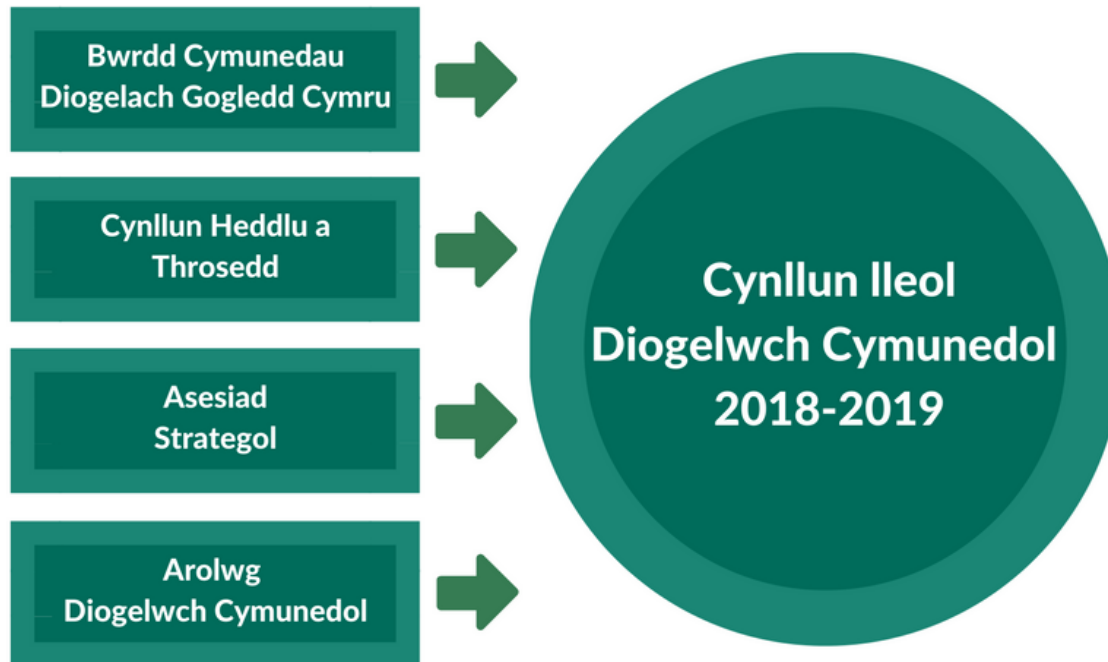 Bwrdd Cymunedau
Diogelach Gogledd Cymru
Cynllun Heddlu a
Throsedd
Asesiad
Strategol
Arolwg
Diogelwch Cymunedol
Cynllun lleol
Diogelwch Cymunedol
2018-2019